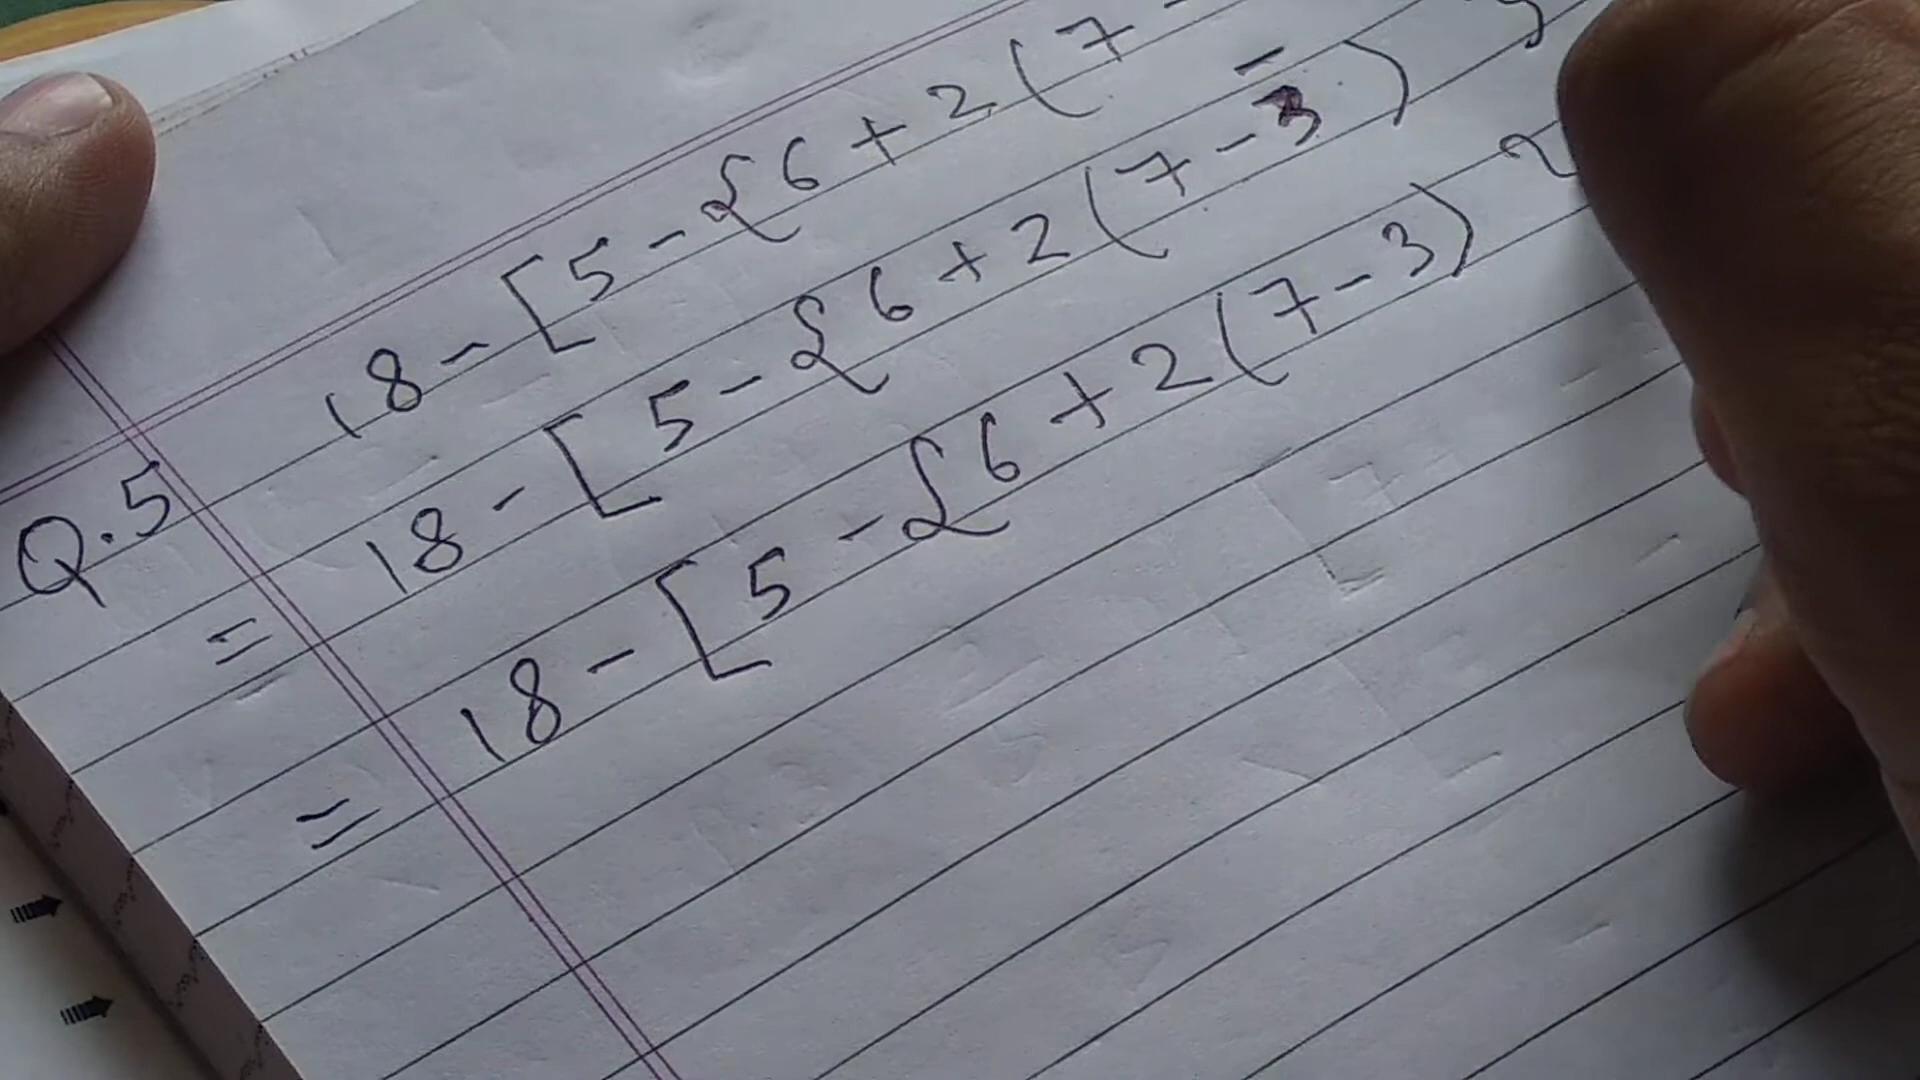 Q.5 18 - [5 - {6 + 2(7 -
= 18 - [5 - {6 + 2(7 - 3)
= 18 - [5 - {6 + 2(7 - 3)